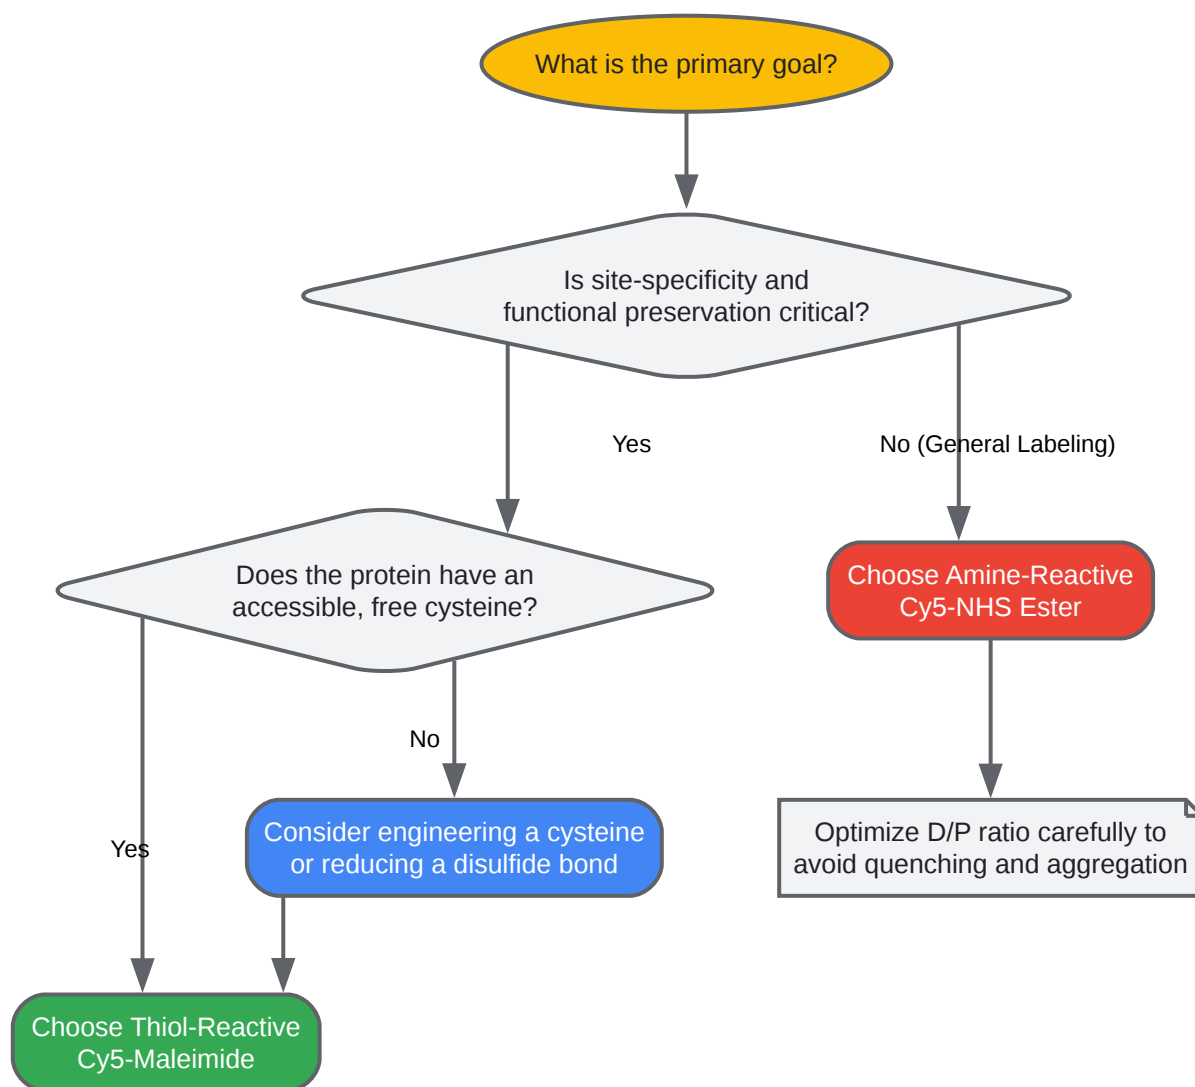 What is the primary goal?
Is site-specificity and
functional preservation critical?
Yes
No (General Labeling)
Does the protein have an
accessible, free cysteine?
Choose Amine-Reactive
Cy5-NHS Ester
No
Yes
Consider engineering a cysteine
or reducing a disulfide bond
Optimize D/P ratio carefully to
avoid quenching and aggregation
Choose Thiol-Reactive
Cy5-Maleimide